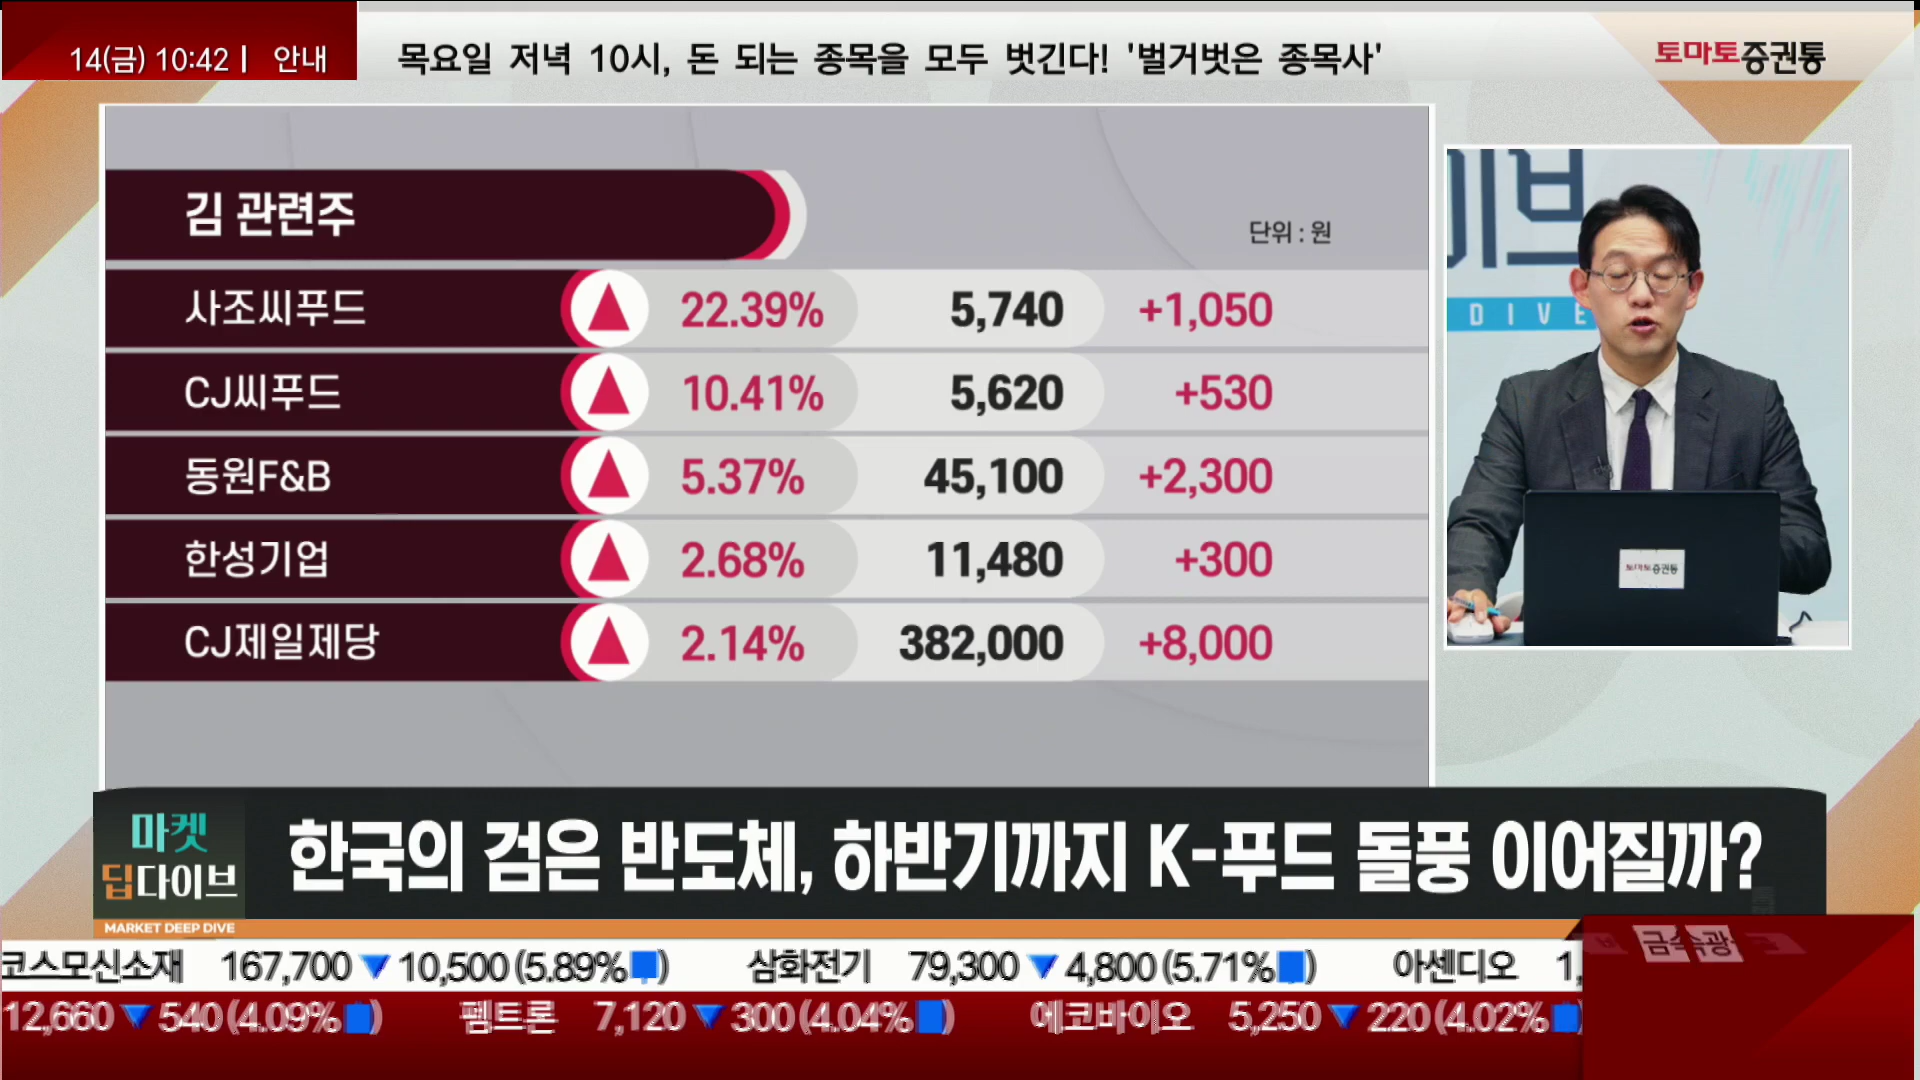 14(금) 10:42 | 안내
목요일 저녁 10시, 돈 되는 종목을 모두 벗긴다! '벌거벗은 종목사'
토마토증권통
김 관련주
단위 : 원
사조씨푸드 ▲ 22.39% 5,740 +1,050
CJ씨푸드 ▲ 10.41% 5,620 +530
동원F&B ▲ 5.37% 45,100 +2,300
한성기업 ▲ 2.68% 11,480 +300
CJ제일제당 ▲ 2.14% 382,000 +8,000
이브
DIVE
토마토증권통
마켓
딥다이브
MARKET DEEP DIVE
한국의 검은 반도체, 하반기까지 K-푸드 돌풍 이어질까?
코스모신소재 167,700 ▼ 10,500 (5.89%) 삼화전기 79,300 ▼ 4,800 (5.71%) 아센디오 1,
12,660 ▼ 540 (4.09%) 펨트론 7,120 ▼ 300 (4.04%) 에코바이오 5,250 ▼ 220 (4.02%)